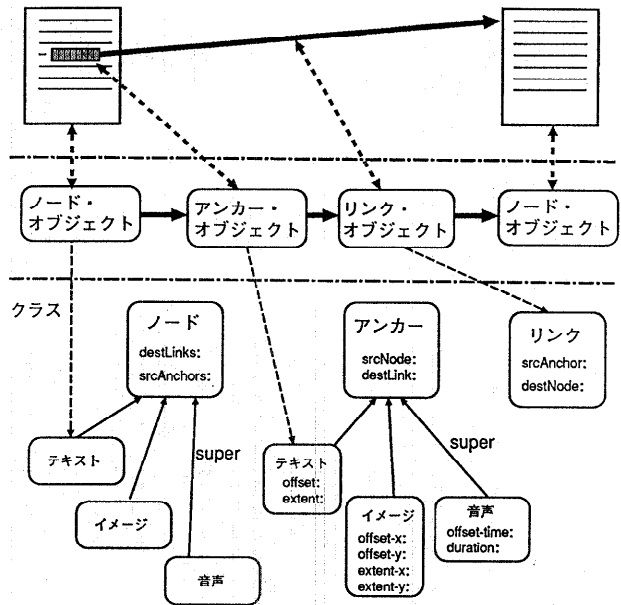 ノード・
オブジェクト
アンカー・
オブジェクト
リンク・
オブジェクト
ノード・
オブジェクト
クラス
ノード
destLinks:
srcAnchors:
アンカー
srcNode:
destLink:
リンク
srcAnchor:
destNode:
テキスト
super
テキスト
offset:
extent:
super
イメージ
イメージ
offset-x:
offset-y:
extent-x:
extent-y:
音声
offset-time:
duration:
音声